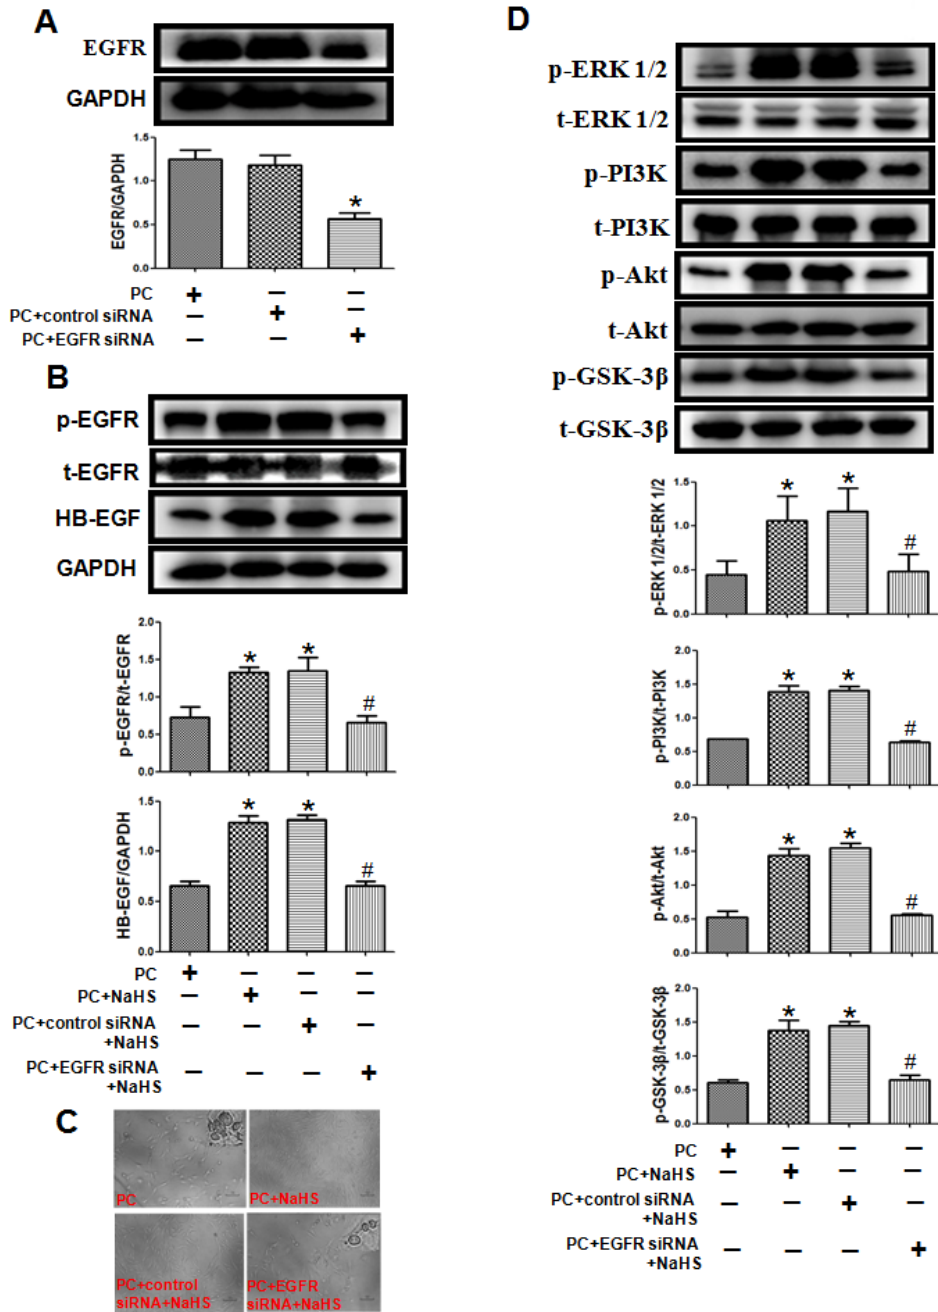 A
EGFR
GAPDH
EGFR/GAPDH
1.5
1.0
0.5
0.0
*
PC + — —
PC+control siRNA — + —
PC+EGFR siRNA — — +
B
p-EGFR
t-EGFR
HB-EGF
GAPDH
p-EGFR/t-EGFR
2.0
1.5
1.0
0.5
0.0
* * #
HB-EGF/GAPDH
1.5
1.0
0.5
0.0
* * #
PC + — — —
PC+NaHS — + — —
PC+control siRNA — — + —
+NaHS
PC+EGFR siRNA — — — +
+NaHS
C
PC
PC+NaHS
PC+control
siRNA+NaHS
PC+EGFR
siRNA+NaHS
D
p-ERK 1/2
t-ERK 1/2
p-PI3K
t-PI3K
p-Akt
t-Akt
p-GSK-3β
t-GSK-3β
p-ERK 1/2/t-ERK 1/2
1.5
1.0
0.5
0.0
* * #
p-PI3K/t-PI3K
2.0
1.5
1.0
0.5
0.0
* * #
p-Akt/t-Akt
2.0
1.5
1.0
0.5
0.0
* * #
p-GSK-3β/t-GSK-3β
2.0
1.5
1.0
0.5
0.0
* * #
PC + — — —
PC+NaHS — + — —
PC+control siRNA — — + —
+NaHS
PC+EGFR siRNA — — — +
+NaHS